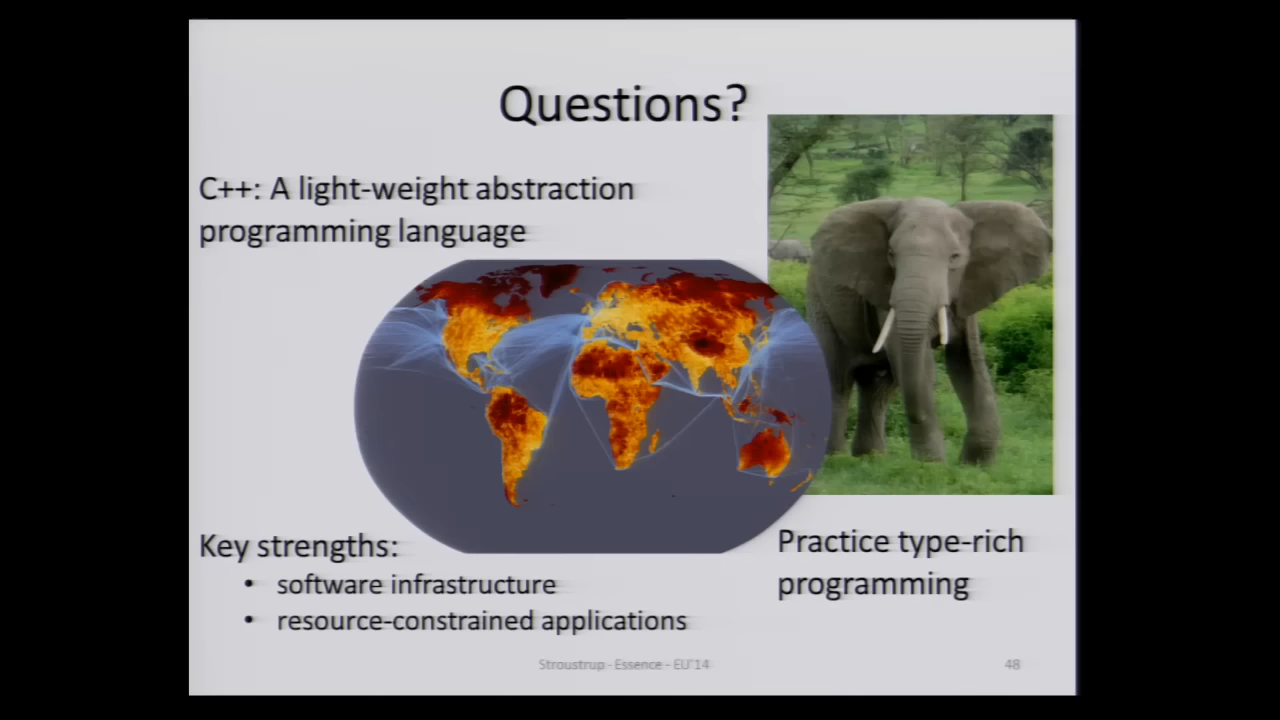 Questions?
C++: A light-weight abstraction
programming language
Key strengths:
• software infrastructure
• resource-constrained applications
Practice type-rich
programming
Stroustrup - Essence - EU'14
48